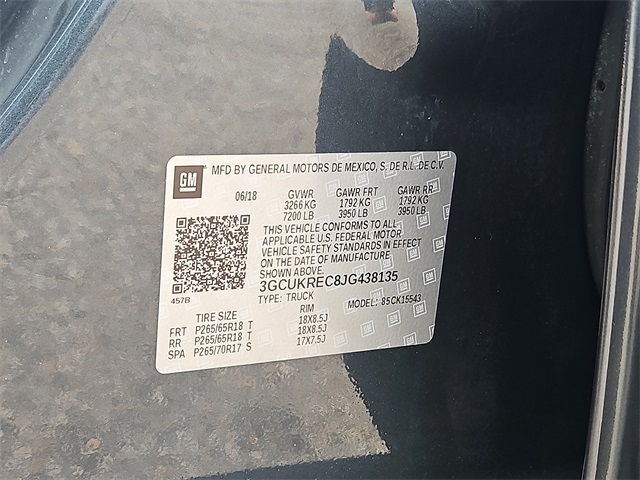 GM
MFD BY GENERAL MOTORS DE MEXICO, S. DE R.L. DE C.V.
06/18 GVWR GAWR FRT GAWR RR
3266 KG 1792 KG 1792 KG
7200 LB 3950 LB 3950 LB
THIS VEHICLE CONFORMS TO ALL
APPLICABLE U.S. FEDERAL MOTOR
VEHICLE SAFETY STANDARDS IN EFFECT
ON THE DATE OF MANUFACTURE
SHOWN ABOVE.
3GCUKREC8JG438135
457B
TYPE: TRUCK MODEL: 85CK15543
TIRE SIZE RIM
FRT P265/65R18 T 18X8.5J
RR P265/65R18 T 18X8.5J
SPA P265/70R17 S 17X7.5J